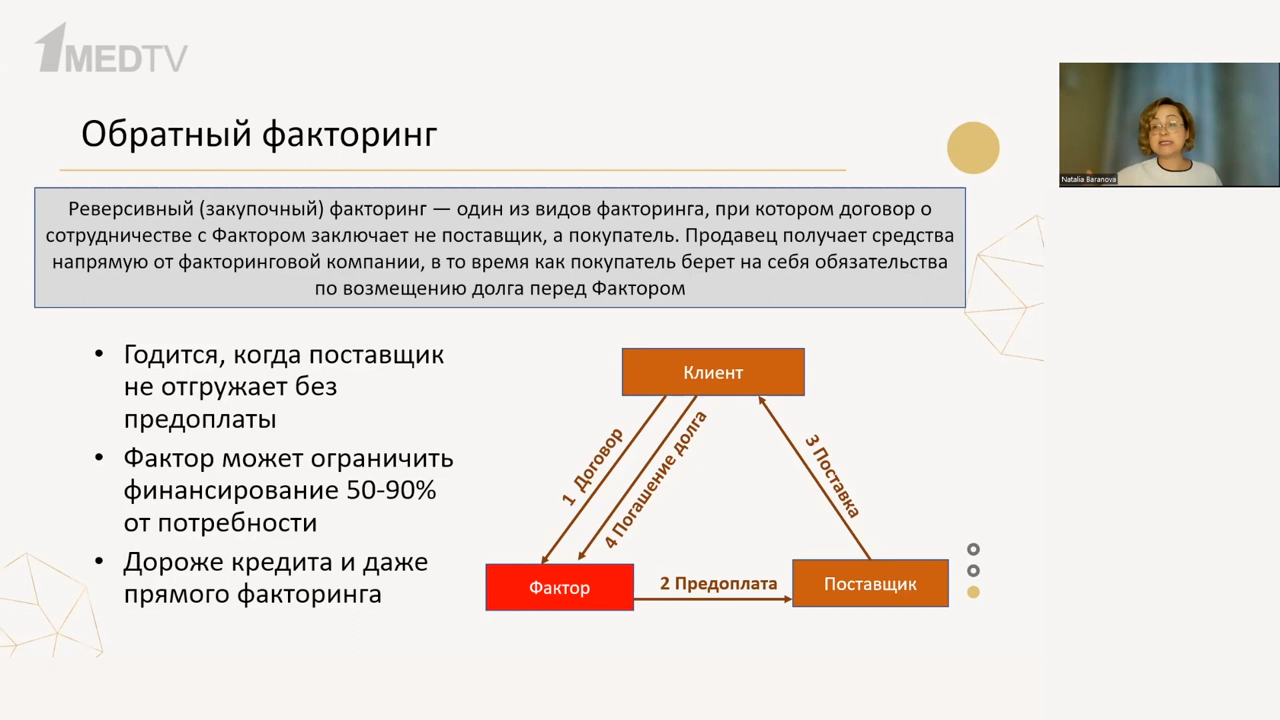 1MEDTV
Обратный факторинг
Реверсивный (закупочный) факторинг — один из видов факторинга, при котором договор о
сотрудничестве с Фактором заключает не поставщик, а покупатель. Продавец получает средства
напрямую от факторинговой компании, в то время как покупатель берет на себя обязательства
по возмещению долга перед Фактором
• Годится, когда поставщик
не отгружает без
предоплаты
• Фактор может ограничить
финансирование 50-90%
от потребности
• Дороже кредита и даже
прямого факторинга
Клиент
1 Договор
4 Погашение долга
3 Поставка
Фактор
2 Предоплата
Поставщик
Natalia Baranova